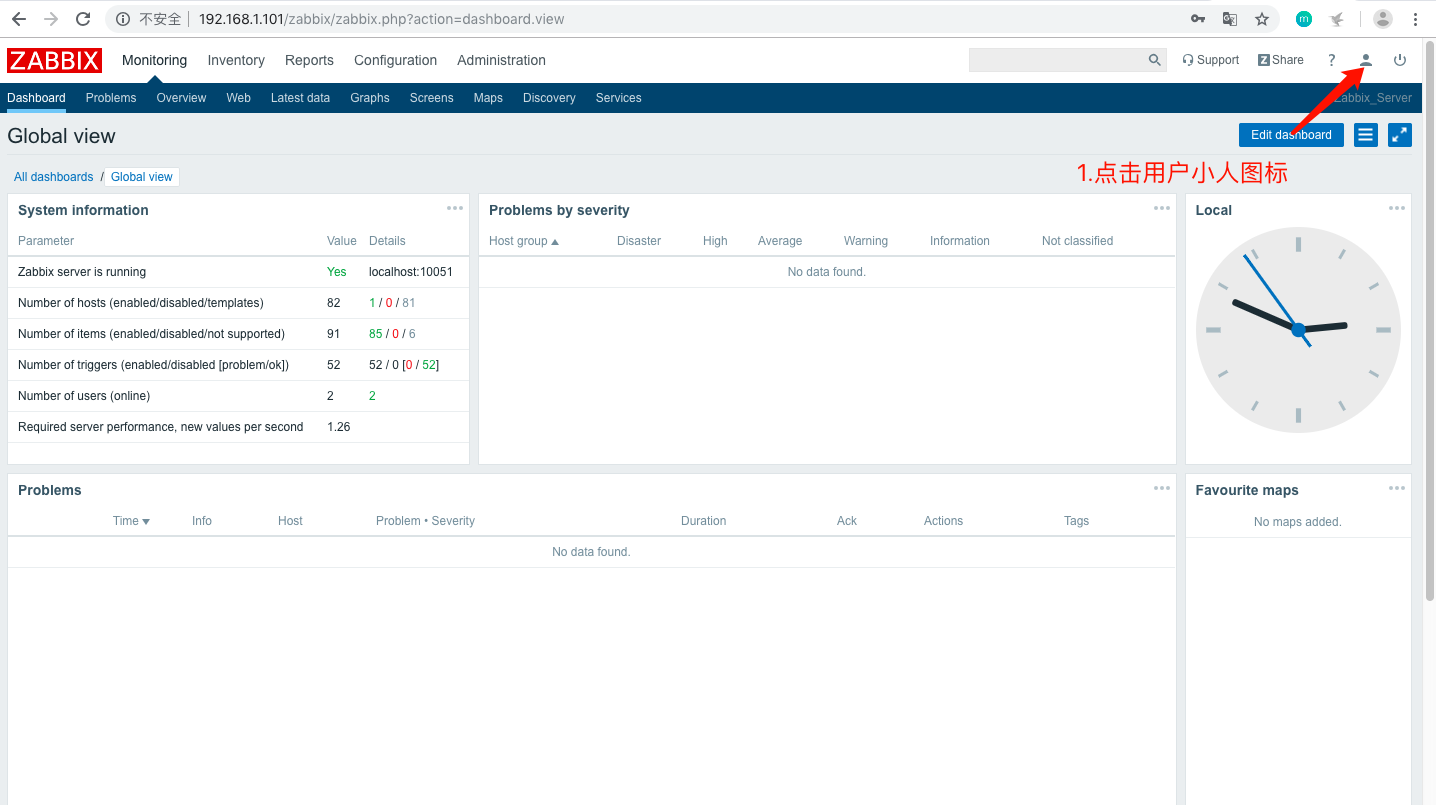 不安全 192.168.1.101/zabbix/zabbix.php?action=dashboard.view
ZABBIX Monitoring Inventory Reports Configuration Administration Support Z Share ?
Dashboard Problems Overview Web Latest data Graphs Screens Maps Discovery Services Zabbix_Server
Global view Edit dashboard
1.点击用户小人图标
All dashboards / Global view
System information
Parameter Value Details
Zabbix server is running Yes localhost:10051
Number of hosts (enabled/disabled/templates) 82 1 / 0 / 81
Number of items (enabled/disabled/not supported) 91 85 / 0 / 6
Number of triggers (enabled/disabled [problem/ok]) 52 52 / 0 [0 / 52]
Number of users (online) 2 2
Required server performance, new values per second 1.26
Problems by severity
Host group Disaster High Average Warning Information Not classified
No data found.
Local
Problems
Time Info Host Problem • Severity Duration Ack Actions Tags
No data found.
Favourite maps
No maps added.